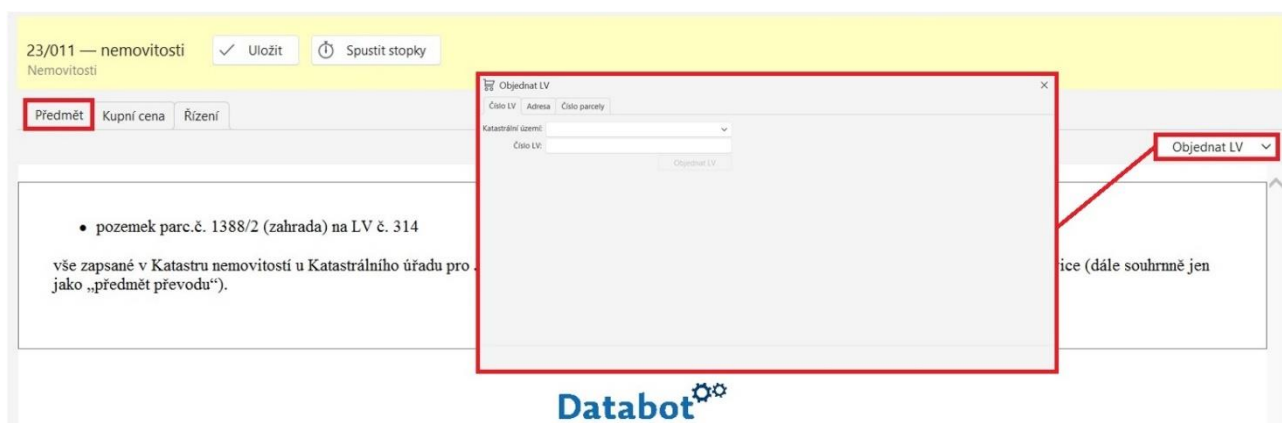 23/011 — nemovitosti
Uložit
Spustit stopky
Nemovitosti
Předmět
Kupní cena
Řízení
Objednat LV
Číslo LV
Adresa
Číslo parcely
Katastrální území:
Číslo LV:
Objednat LV
Objednat LV
• pozemek parc.č. 1388/2 (zahrada) na LV č. 314
vše zapsané v Katastru nemovitostí u Katastrálního úřadu pro ice (dále souhrnně jen
jako „předmět převodu“).
Databot